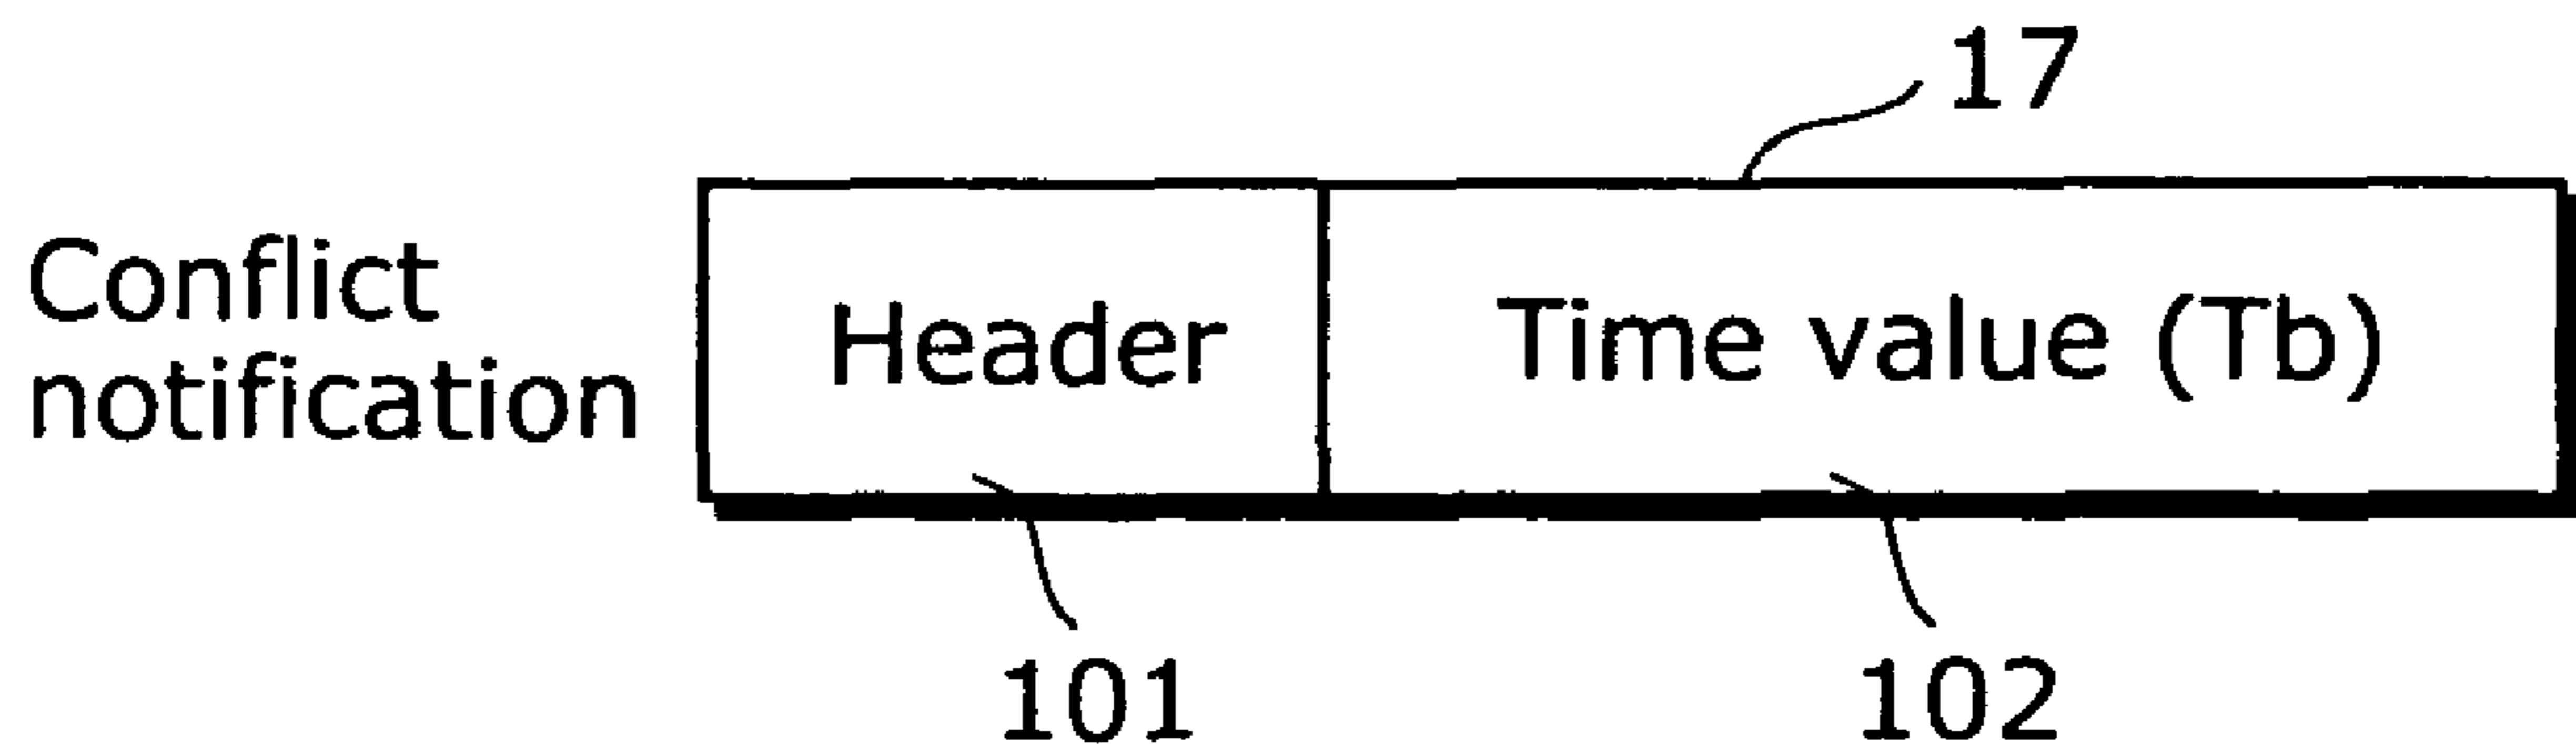 17
Conflict
notification
Header
Time value (Tb)
101
102